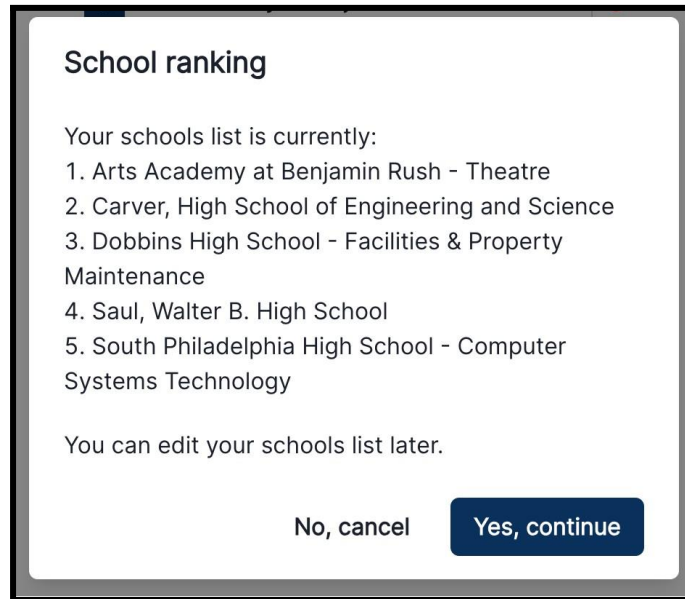 School ranking
Your schools list is currently:
1. Arts Academy at Benjamin Rush - Theatre
2. Carver, High School of Engineering and Science
3. Dobbins High School - Facilities & Property
Maintenance
4. Saul, Walter B. High School
5. South Philadelphia High School - Computer
Systems Technology
You can edit your schools list later.
No, cancel
Yes, continue